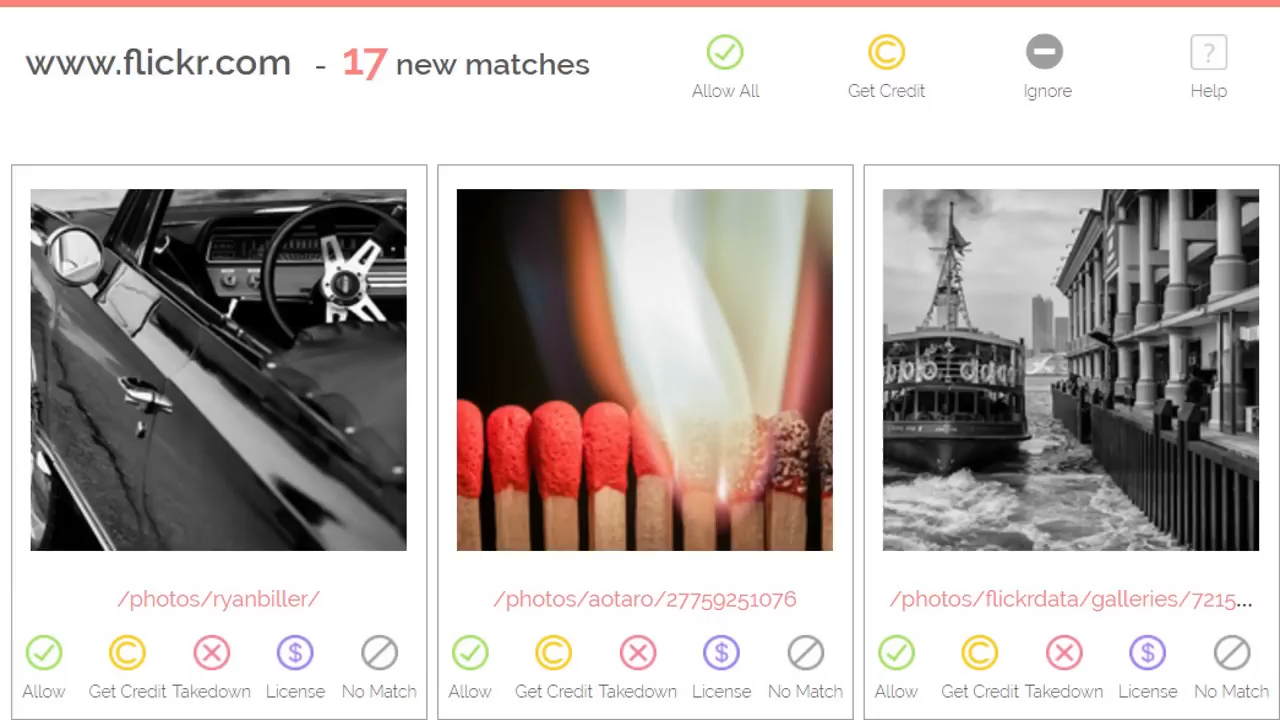 www.flickr.com - 17 new matches
Allow All Get Credit Ignore ? Help
/photos/ryanbiller/ /photos/aotaro/27759251076 /photos/flickrdata/galleries/7215...
Allow Get Credit Takedown $ License No Match Allow Get Credit Takedown $ License No Match Allow Get Credit Takedown $ License No Match